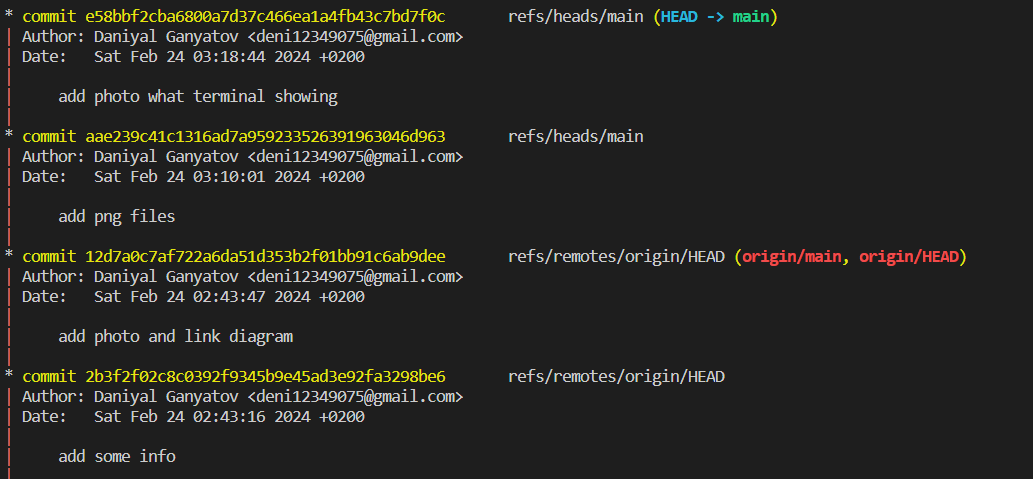 * commit e58bbf2cba6800a7d37c466ea1a4fb43c7bd7f0c refs/heads/main (HEAD -> main)
| Author: Daniyal Ganyatov <deni12349075@gmail.com>
| Date: Sat Feb 24 03:18:44 2024 +0200
|
| add photo what terminal showing
|
* commit aae239c41c1316ad7a959233526391963046d963 refs/heads/main
| Author: Daniyal Ganyatov <deni12349075@gmail.com>
| Date: Sat Feb 24 03:10:01 2024 +0200
|
| add png files
|
* commit 12d7a0c7af722a6da51d353b2f01bb91c6ab9dee refs/remotes/origin/HEAD (origin/main, origin/HEAD)
| Author: Daniyal Ganyatov <deni12349075@gmail.com>
| Date: Sat Feb 24 02:43:47 2024 +0200
|
| add photo and link diagram
|
* commit 2b3f2f02c8c0392f9345b9e45ad3e92fa3298be6 refs/remotes/origin/HEAD
| Author: Daniyal Ganyatov <deni12349075@gmail.com>
| Date: Sat Feb 24 02:43:16 2024 +0200
|
| add some info
|